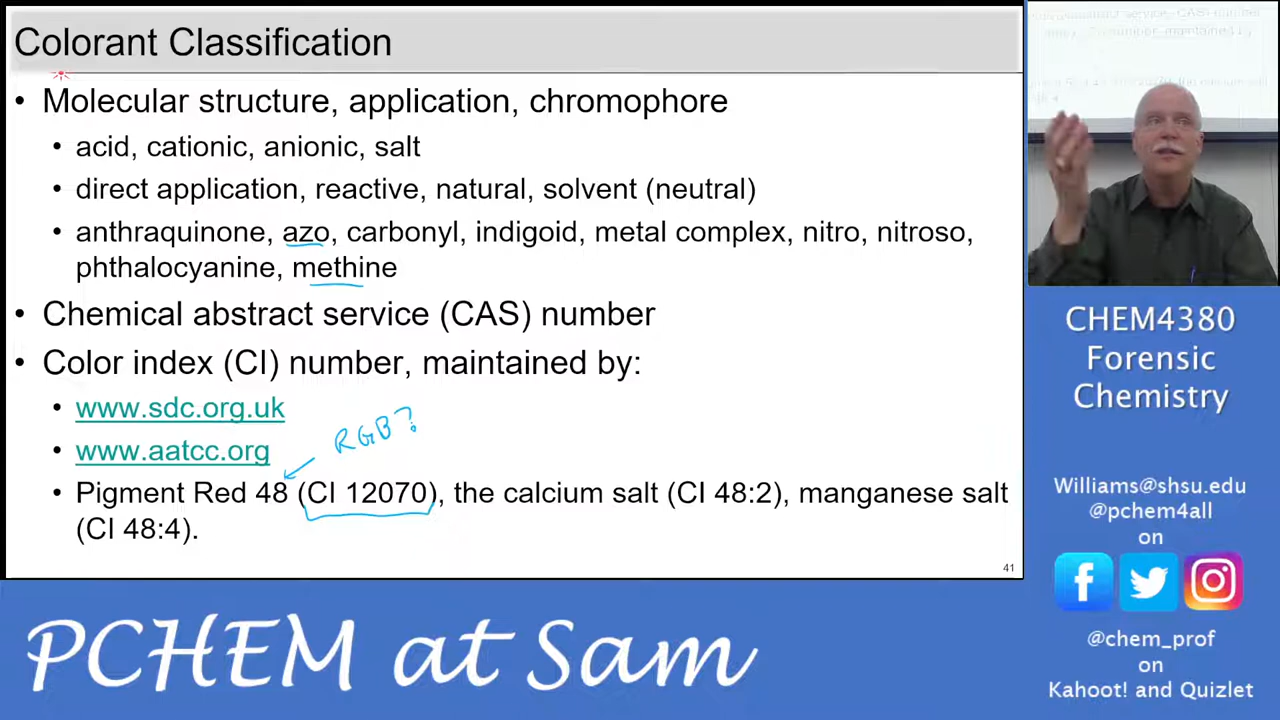 Colorant Classification
• Molecular structure, application, chromophore
• acid, cationic, anionic, salt
• direct application, reactive, natural, solvent (neutral)
• anthraquinone, azo, carbonyl, indigoid, metal complex, nitro, nitroso,
phthalocyanine, methine
• Chemical abstract service (CAS) number
• Color index (CI) number, maintained by:
• www.sdc.org.uk
• www.aatcc.org
RGB?
• Pigment Red 48 (CI 12070), the calcium salt (CI 48:2), manganese salt
(CI 48:4).
41
CHEM4380
Forensic
Chemistry
Williams@shsu.edu
@pchem4all
on
@chem_prof
on
Kahoot! and Quizlet
PCHEM at Sam